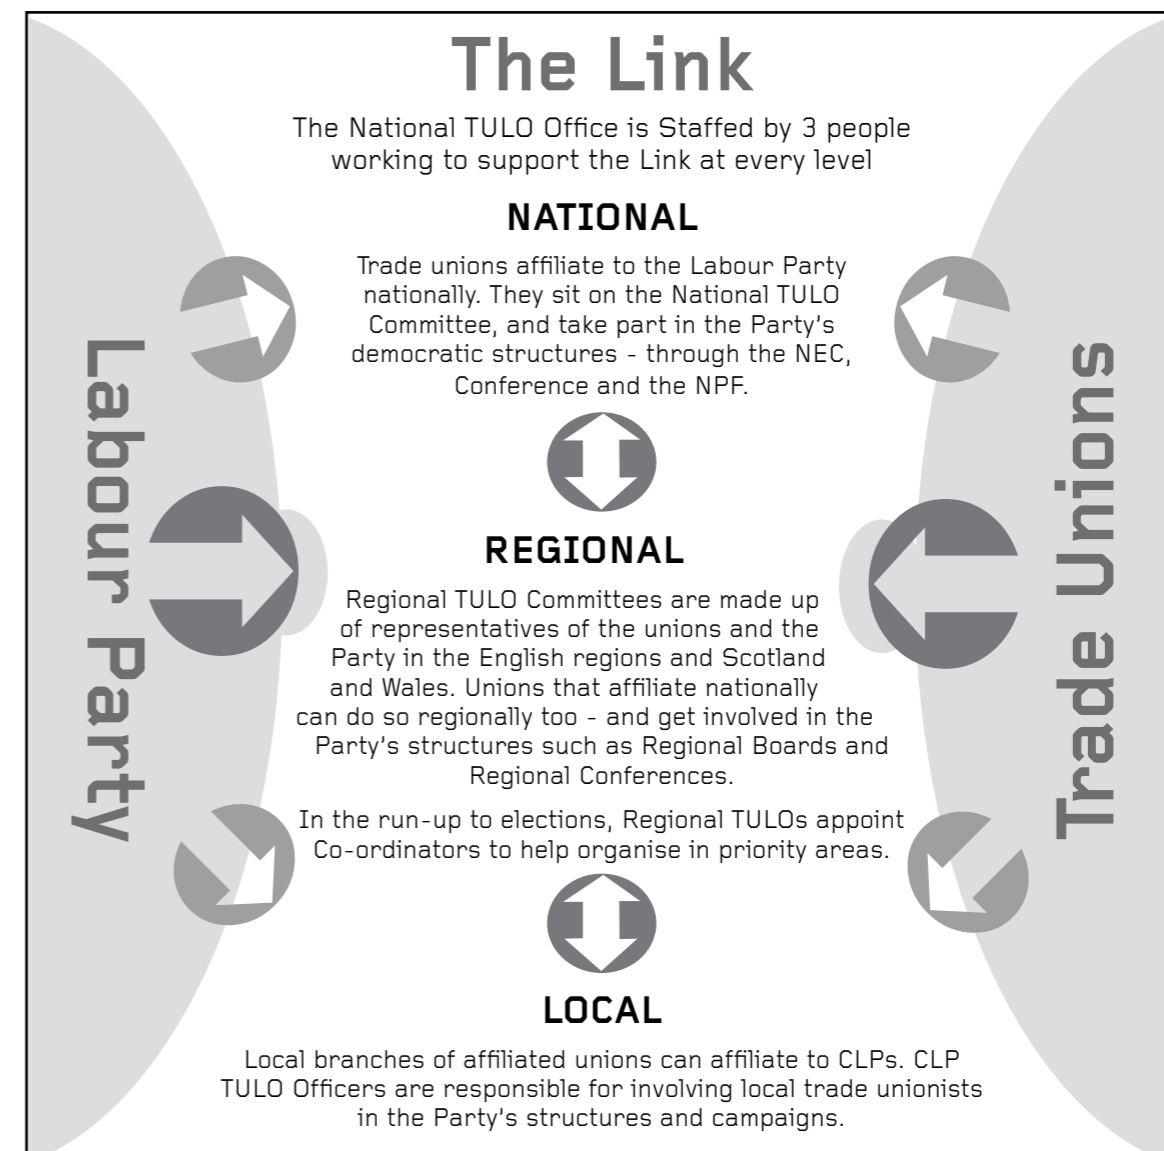 The Link
The National TULO Office is Staffed by 3 people
working to support the Link at every level
NATIONAL
Trade unions affiliate to the Labour Party
nationally. They sit on the National TULO
Committee, and take part in the Party's
democratic structures - through the NEC,
Conference and the NPF.
Labour Party
Trade Unions
REGIONAL
Regional TULO Committees are made up
of representatives of the unions and the
Party in the English regions and Scotland
and Wales. Unions that affiliate nationally
can do so regionally too - and get involved in the
Party's structures such as Regional Boards and
Regional Conferences.
In the run-up to elections, Regional TULOs appoint
Co-ordinators to help organise in priority areas.
LOCAL
Local branches of affiliated unions can affiliate to CLPs. CLP
TULO Officers are responsible for involving local trade unionists
in the Party's structures and campaigns.